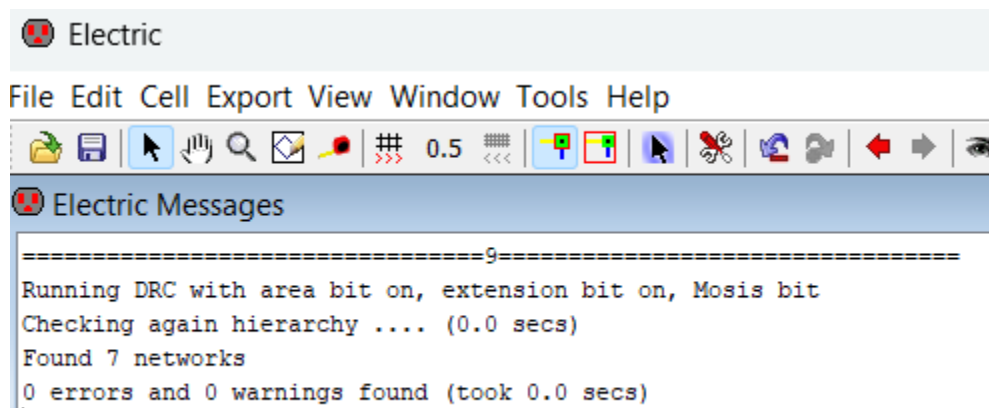 Electric
File Edit Cell Export View Window Tools Help
0.5
Electric Messages
=================================9=================================
Running DRC with area bit on, extension bit on, Mosis bit
Checking again hierarchy .... (0.0 secs)
Found 7 networks
0 errors and 0 warnings found (took 0.0 secs)